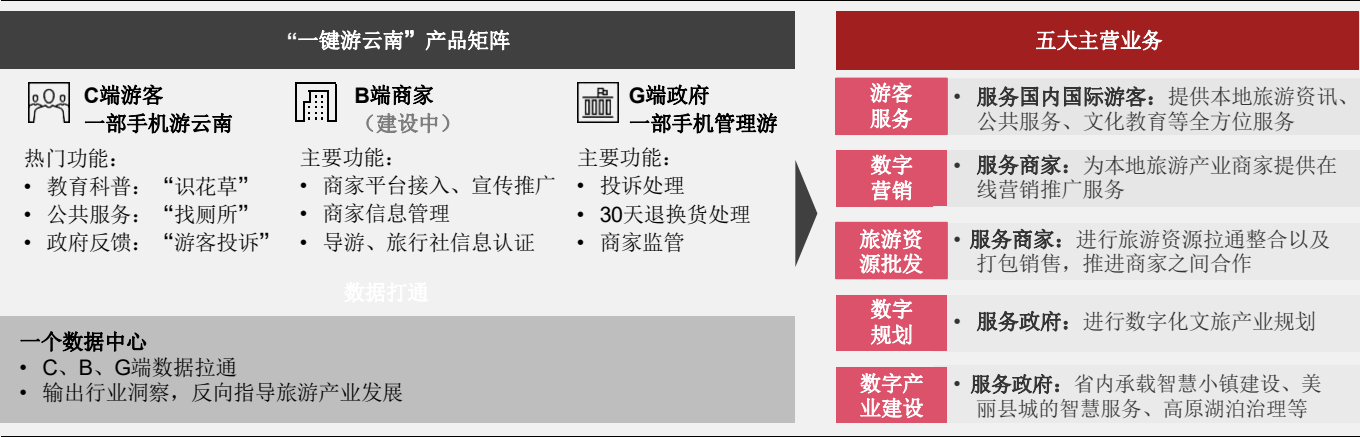 “一键游云南”产品矩阵
C端游客
一部手机游云南
热门功能：
• 教育科普：“识花草”
• 公共服务：“找厕所”
• 政府反馈：“游客投诉”
B端商家
（建设中）
主要功能：
• 商家平台接入、宣传推广
• 商家信息管理
• 导游、旅行社信息认证
G端政府
一部手机管理游
主要功能：
• 投诉处理
• 30天退换货处理
• 商家监管
数据打通
一个数据中心
• C、B、G端数据拉通
• 输出行业洞察，反向指导旅游产业发展
五大主营业务
游客
服务
• 服务国内国际游客：提供本地旅游资讯、
公共服务、文化教育等全方位服务
数字
营销
• 服务商家：为本地旅游产业商家提供在
线营销推广服务
旅游资
源批发
• 服务商家：进行旅游资源拉通整合以及
打包销售，推进商家之间合作
数字
规划
• 服务政府：进行数字化文旅产业规划
数字产
业建设
• 服务政府：省内承载智慧小镇建设、美
丽县城的智慧服务、高原湖泊治理等